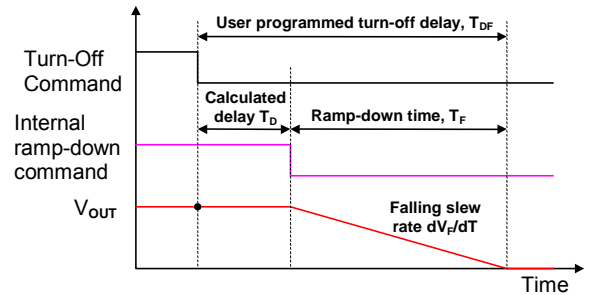 User programmed turn-off delay, TDF
Turn-Off
Command
Calculated
delay TD
Ramp-down time, TF
Internal
ramp-down
command
VOUT
Falling slew
rate dVF/dT
Time